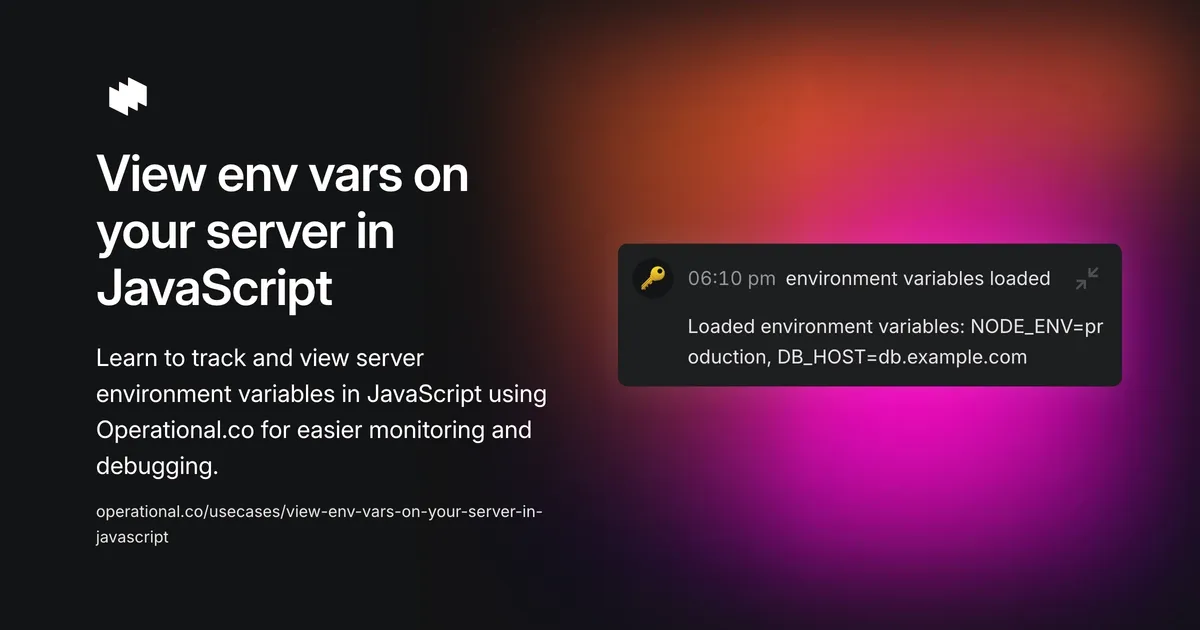 View env vars on
your server in
JavaScript
Learn to track and view server
environment variables in JavaScript using
Operational.co for easier monitoring and
debugging.
operational.co/usecases/view-env-vars-on-your-server-in-
javascript
06:10 pm environment variables loaded
Loaded environment variables: NODE_ENV=pr
oduction, DB_HOST=db.example.com